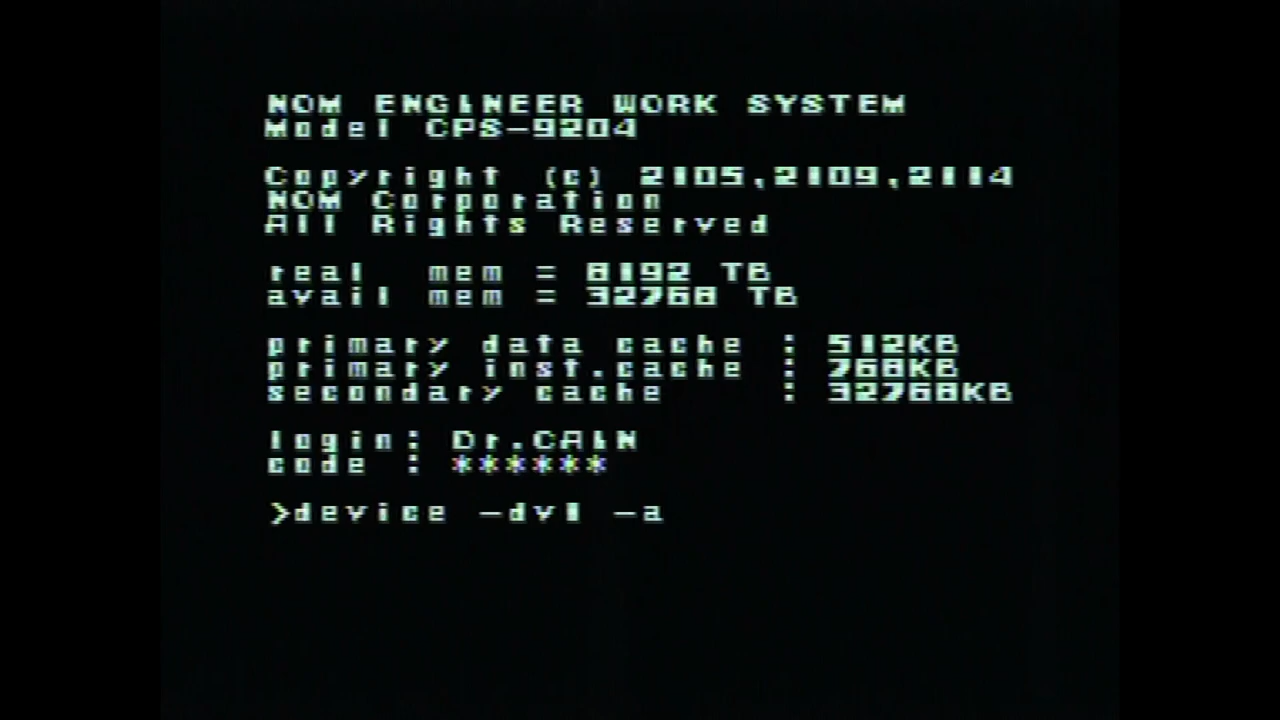 NOM ENGINEER WORK SYSTEM
Model CPS-9204
Copyright (c) 2105,2109,2114
NOM Corporation
All Rights Reserved
real mem = 8192 TB
avail mem = 32768 TB
primary data cache : 512KB
primary inst.cache : 768KB
secondary cache : 32768KB
login: Dr.CAIN
code : ******
>device -dvl -a